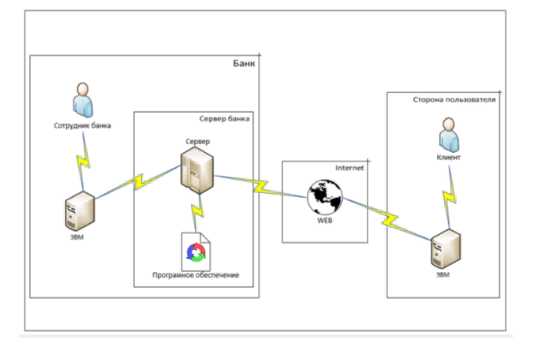 Банк
Сторона пользователя
Сервер банка
Сотрудник банка
Сервер
Клиент
Internet
WEB
ЭВМ
Програмное обеспечение
ЭВМ